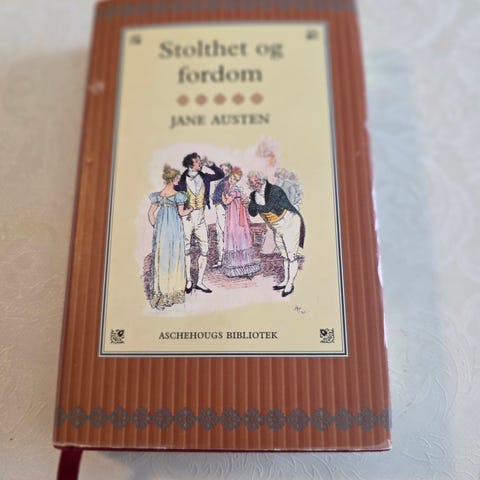 Stolthet og
fordom
JANE AUSTEN
ASCHEHOUGS BIBLIOTEK